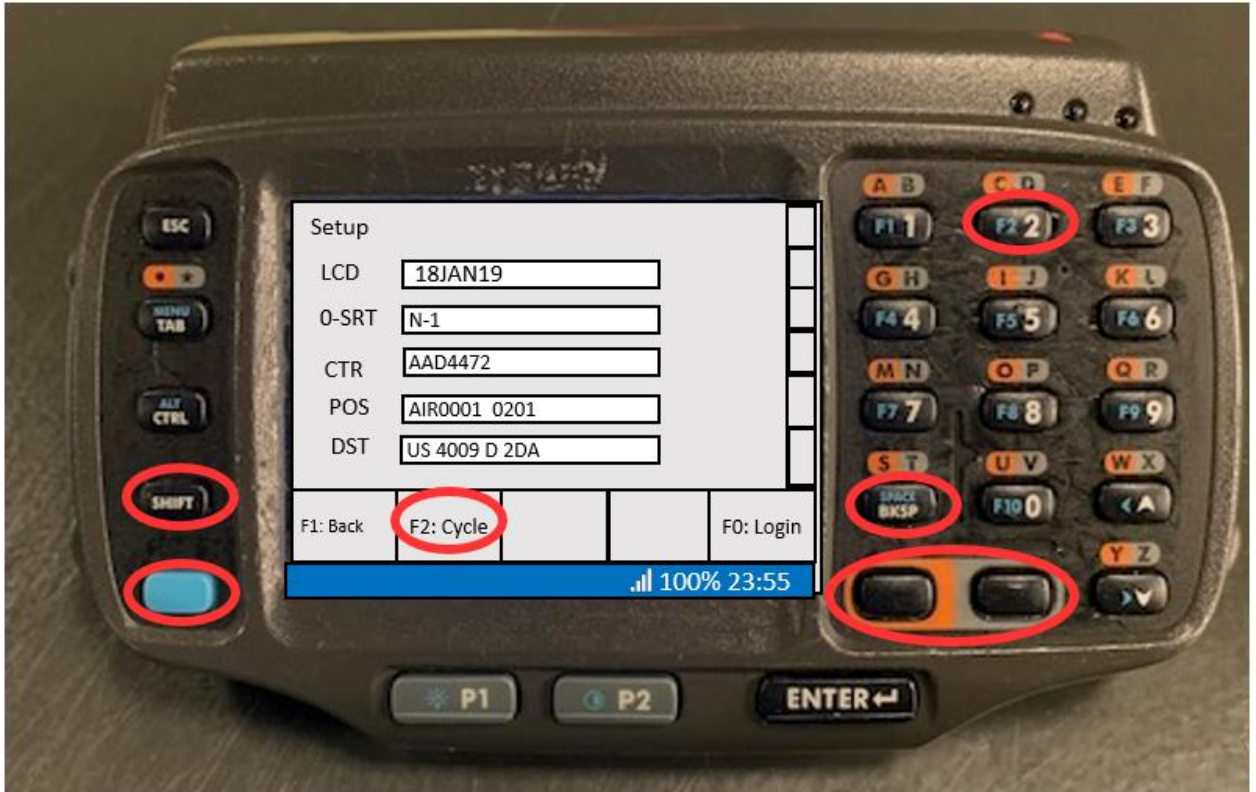 ESC
● *
MENU
TAB
ALT
CTRL
SHIFT
Setup
LCD 18JAN19
0-SRT N-1
CTR AAD4472
POS AIR0001 0201
DST US 4009 D 2DA
F1: Back F2: Cycle F0: Login
100% 23:55
A B C D E F
F1 1 F2 2 F3 3
G H I J K L
F4 4 F5 5 F6 6
M N O P Q R
F7 7 F8 8 F9 9
S T U V W X
SPACE
BKSP F10 0
Y Z
P1 P2 ENTER